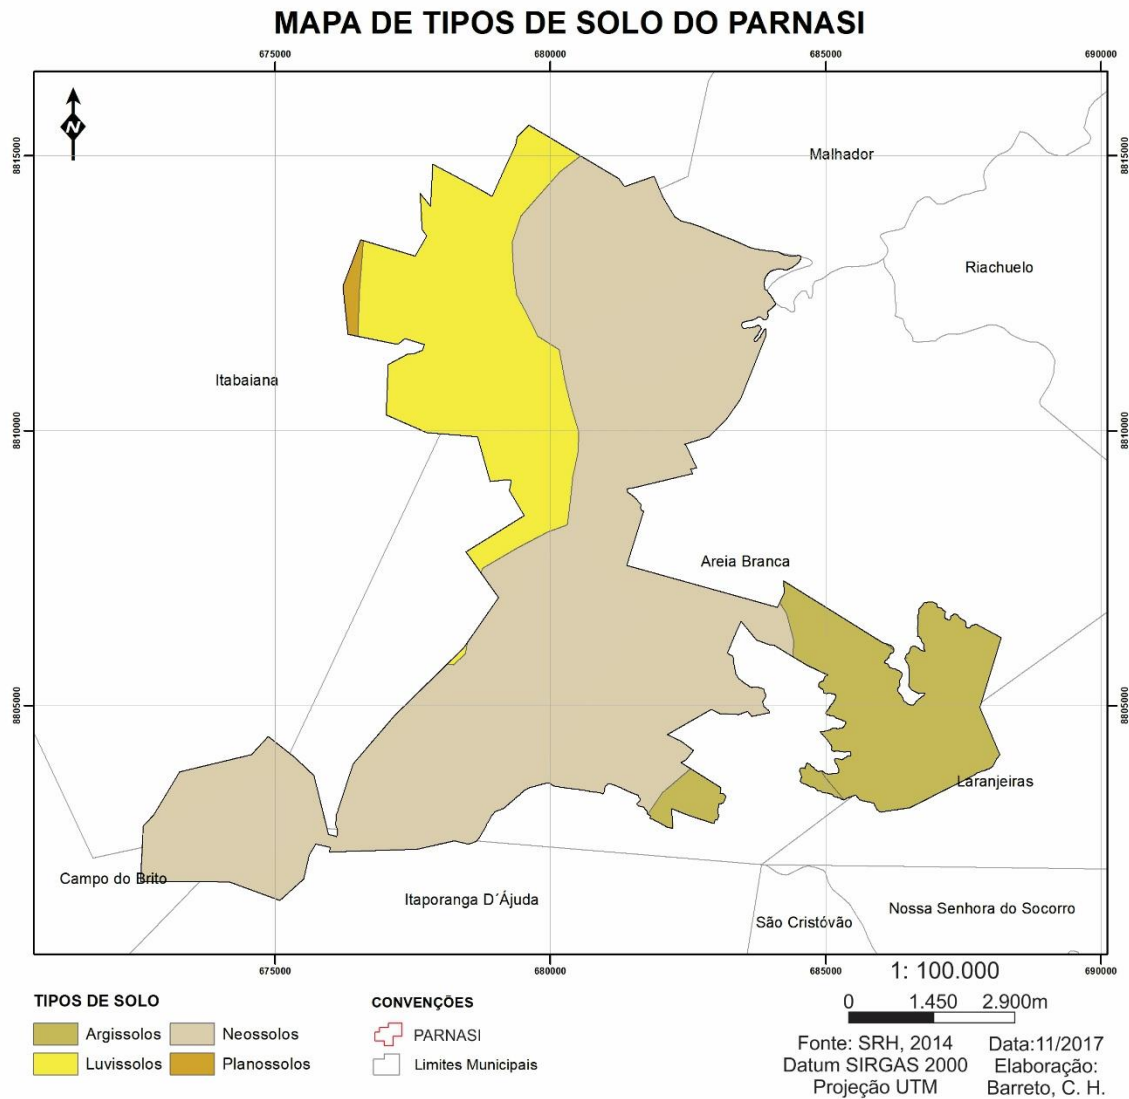 MAPA DE TIPOS DE SOLO DO PARNASI
675000 680000 685000 690000
N
8815000 8815000
Malhador
Riachuelo
Itabaiana
8810000 8810000
Areia Branca
8805000 8805000
Laranjeiras
Campo do Brito
Itaporanga D´Ájuda
Nossa Senhora do Socorro
São Cristóvão
675000 680000 685000 690000
1: 100.000
TIPOS DE SOLO
Argissolos
Neossolos
Luvissolos
Planossolos
CONVENÇÕES
PARNASI
Limites Municipais
0 1.450 2.900m
Fonte: SRH, 2014
Datum SIRGAS 2000
Projeção UTM
Data:11/2017
Elaboração:
Barreto, C. H.